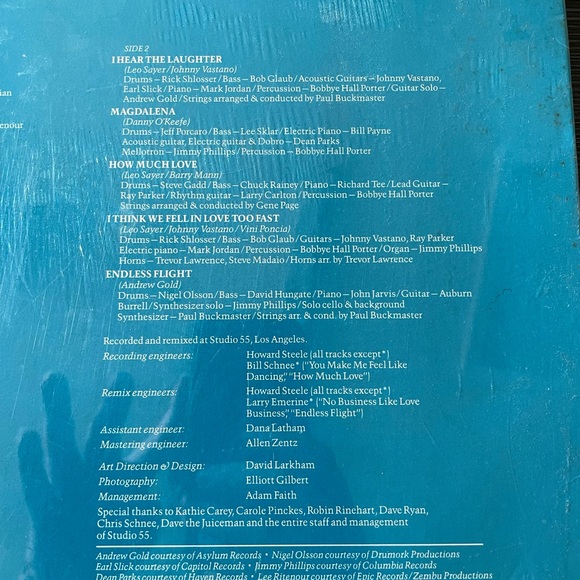 SIDE 2
I HEAR THE LAUGHTER
(Leo Sayer/Johnny Vastano)
Drums – Rick Shlosser/Bass – Bob Glaub/Acoustic Guitars – Johnny Vastano,
Earl Slick/Piano – Mark Jordan/Percussion – Bobbye Hall Porter/Guitar Solo –
Andrew Gold/Strings arranged & conducted by Paul Buckmaster
MAGDALENA
(Danny O'Keefe)
Drums – Jeff Porcaro/Bass – Lee Sklar/Electric Piano – Bill Payne
Acoustic guitar, Electric guitar & Dobro – Dean Parks
Mellotron – Jimmy Phillips/Percussion – Bobbye Hall Porter
HOW MUCH LOVE
(Leo Sayer/Barry Mann)
Drums – Steve Gadd/Bass – Chuck Rainey/Piano – Richard Tee/Lead Guitar –
Ray Parker/Rhythm guitar – Larry Carlton/Percussion – Bobbye Hall Porter
Strings arranged & conducted by Gene Page
I THINK WE FELL IN LOVE TOO FAST
(Leo Sayer/Johnny Vastano/Vini Poncia)
Drums – Rick Shlosser/Bass – Bob Glaub/Guitars – Johnny Vastano, Ray Parker
Electric piano – Mark Jordan/Percussion – Bobbye Hall Porter/Organ – Jimmy Phillips
Horns – Trevor Lawrence, Steve Madaio/Horns arr. by Trevor Lawrence
ENDLESS FLIGHT
(Andrew Gold)
Drums – Nigel Olsson/Bass – David Hungate/Piano – John Jarvis/Guitar – Auburn
Burrell/Synthesizer solo – Jimmy Phillips/Solo cello & background
Synthesizer – Paul Buckmaster/Strings arr. & cond. by Paul Buckmaster
Recorded and remixed at Studio 55, Los Angeles.
Recording engineers: Howard Steele (all tracks except*)
Bill Schnee* ("You Make Me Feel Like
Dancing," "How Much Love")
Remix engineers: Howard Steele (all tracks except*)
Larry Emerine* ("No Business Like Love
Business," "Endless Flight")
Assistant engineer: Dana Latham
Mastering engineer: Allen Zentz
Art Direction & Design: David Larkham
Photography: Elliott Gilbert
Management: Adam Faith
Special thanks to Kathie Carey, Carole Pinckes, Robin Rinehart, Dave Ryan,
Chris Schnee, Dave the Juiceman and the entire staff and management
of Studio 55.
Andrew Gold courtesy of Asylum Records • Nigel Olsson courtesy of Drumork Productions
Earl Slick courtesy of Capitol Records • Jimmy Phillips courtesy of Columbia Records
Dean Parks courtesy of Haven Records • Lee Ritenour courtesy of Epic Records/Zembu Productions